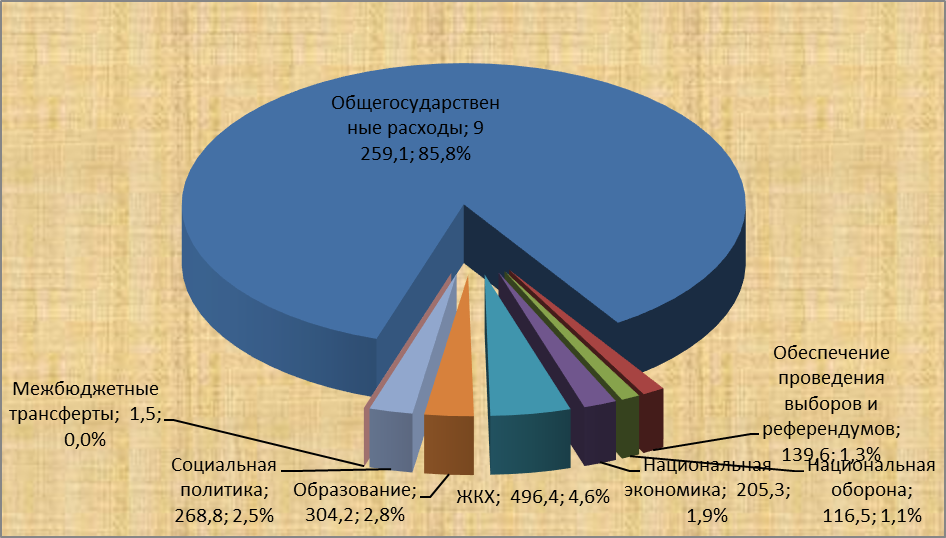 Общегосударствен
ные расходы; 9
259,1; 85,8%
Обеспечение
проведения
выборов и
референдумов;
139,6; 1,3%
Межбюджетные
трансферты;  1,5;
0,0%
Социальная
политика;
268,8; 2,5%
Образование;
304,2; 2,8%
ЖКХ;  496,4; 4,6%
Национальная
экономика;  205,3;
1,9%
Национальная
оборона;
116,5; 1,1%